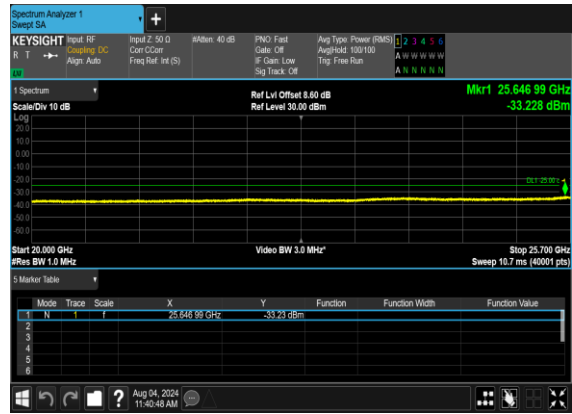 Spectrum Analyzer 1
Swept SA
+
KEYSIGHT Input: RF Input Z: 50 Ω #Atten: 40 dB PNO: Fast Avg Type: Power (RMS) 1 2 3 4 5 6
R T Coupling: DC Corr CCorr Gate: Off Avg|Hold: 100/100 A W W W W W
Align: Auto Freq Ref: Int (S) IF Gain: Low Trig: Free Run
Sig Track: Off A N N N N N
1 Spectrum Ref Lvl Offset 8.60 dB Mkr1 25.646 99 GHz
Scale/Div 10 dB Ref Level 30.00 dBm -33.228 dBm
Log
20.0
10.0
0.00
-10.0
-20.0
DL1 -25.00
-30.0
-40.0
-50.0
-60.0
Start 20.000 GHz Video BW 3.0 MHz* Stop 25.700 GHz
#Res BW 1.0 MHz Sweep 10.7 ms (40001 pts)
5 Marker Table
Mode Trace Scale X Y Function Function Width Function Value
1 N 1 f 25.646 99 GHz -33.23 dBm
2
3
4
5
6
? Aug 04, 2024
11:40:48 AM